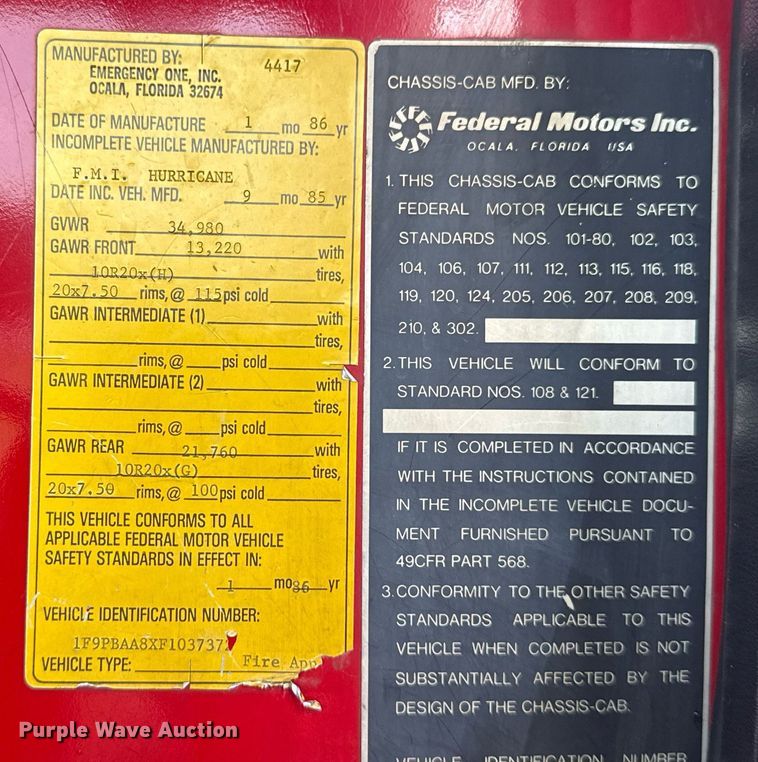 MANUFACTURED BY: 4417
EMERGENCY ONE, INC.
OCALA, FLORIDA 32674
DATE OF MANUFACTURE 1 mo 86 yr
INCOMPLETE VEHICLE MANUFACTURED BY:
F.M.I. HURRICANE
DATE INC. VEH. MFD. 9 mo 85 yr
GVWR 34,980
GAWR FRONT 13,220 with
10R20x(H) tires,
20x7.50 rims,@ 115 psi cold
GAWR INTERMEDIATE (1) with
tires,
rims,@ psi cold
GAWR INTERMEDIATE (2) with
tires,
rims,@ psi cold
GAWR REAR 21,760 with
10R20x(G) tires,
20x7.50 rims,@ 100 psi cold
THIS VEHICLE CONFORMS TO ALL
APPLICABLE FEDERAL MOTOR VEHICLE
SAFETY STANDARDS IN EFFECT IN:
1 mo 86 yr
VEHICLE IDENTIFICATION NUMBER:
VEHICLE TYPE: Fire App
CHASSIS-CAB MFD. BY:
Federal Motors Inc.
OCALA, FLORIDA USA
1. THIS CHASSIS-CAB CONFORMS TO
FEDERAL MOTOR VEHICLE SAFETY
STANDARDS NOS. 101-80, 102, 103,
104, 106, 107, 111, 112, 113, 115, 116, 118,
119, 120, 124, 205, 206, 207, 208, 209,
210, & 302.
2. THIS VEHICLE WILL CONFORM TO
STANDARD NOS. 108 & 121.
IF IT IS COMPLETED IN ACCORDANCE
WITH THE INSTRUCTIONS CONTAINED
IN THE INCOMPLETE VEHICLE DOCU-
MENT FURNISHED PURSUANT TO
49CFR PART 568.
3. CONFORMITY TO THE OTHER SAFETY
STANDARDS APPLICABLE TO THIS
VEHICLE WHEN COMPLETED IS NOT
SUBSTANTIALLY AFFECTED BY THE
DESIGN OF THE CHASSIS-CAB.
VEHICLE IDENTIFICATION NUMBER
Purple Wave Auction